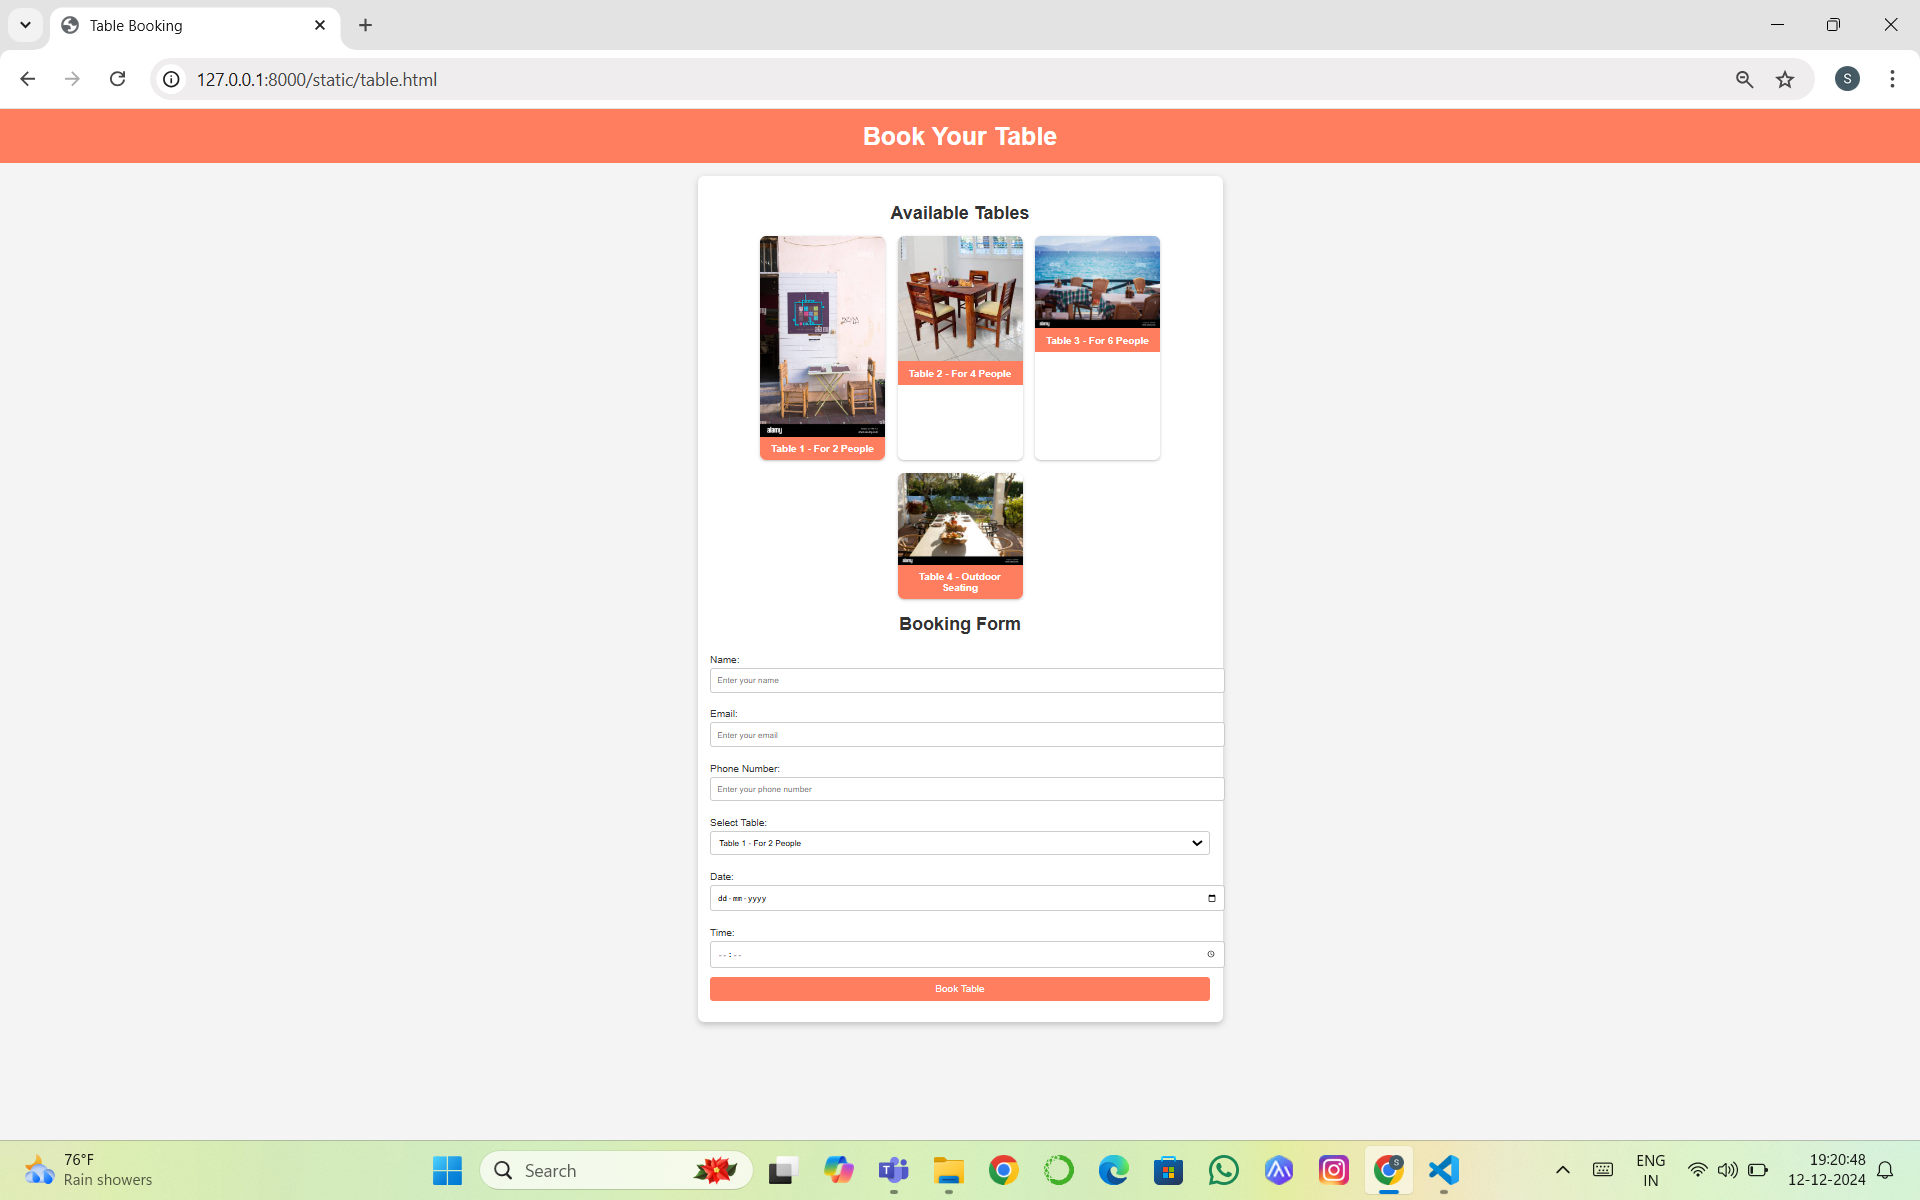 Table Booking
127.0.0.1:8000/static/table.html
S
Book Your Table
Available Tables
alamy
Table 1 - For 2 People
Table 2 - For 4 People
alamy
Table 3 - For 6 People
alamy
Table 4 - Outdoor
Seating
Booking Form
Name:
Enter your name
Email:
Enter your email
Phone Number:
Enter your phone number
Select Table:
Table 1 - For 2 People
Date:
dd-mm-yyyy
Time:
--:--
Book Table
76°F
Rain showers
Search
S
ENG
IN
19:20:48
12-12-2024